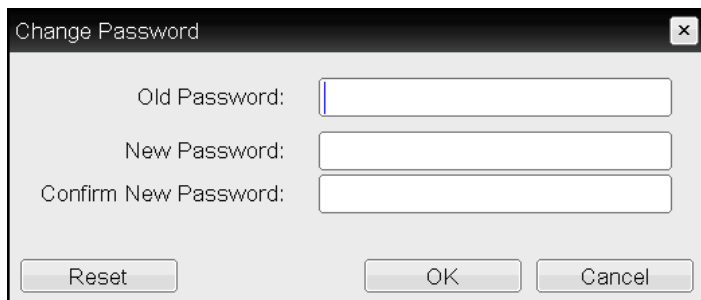 Change Password
Old Password:
New Password:
Confirm New Password:
Reset OK Cancel